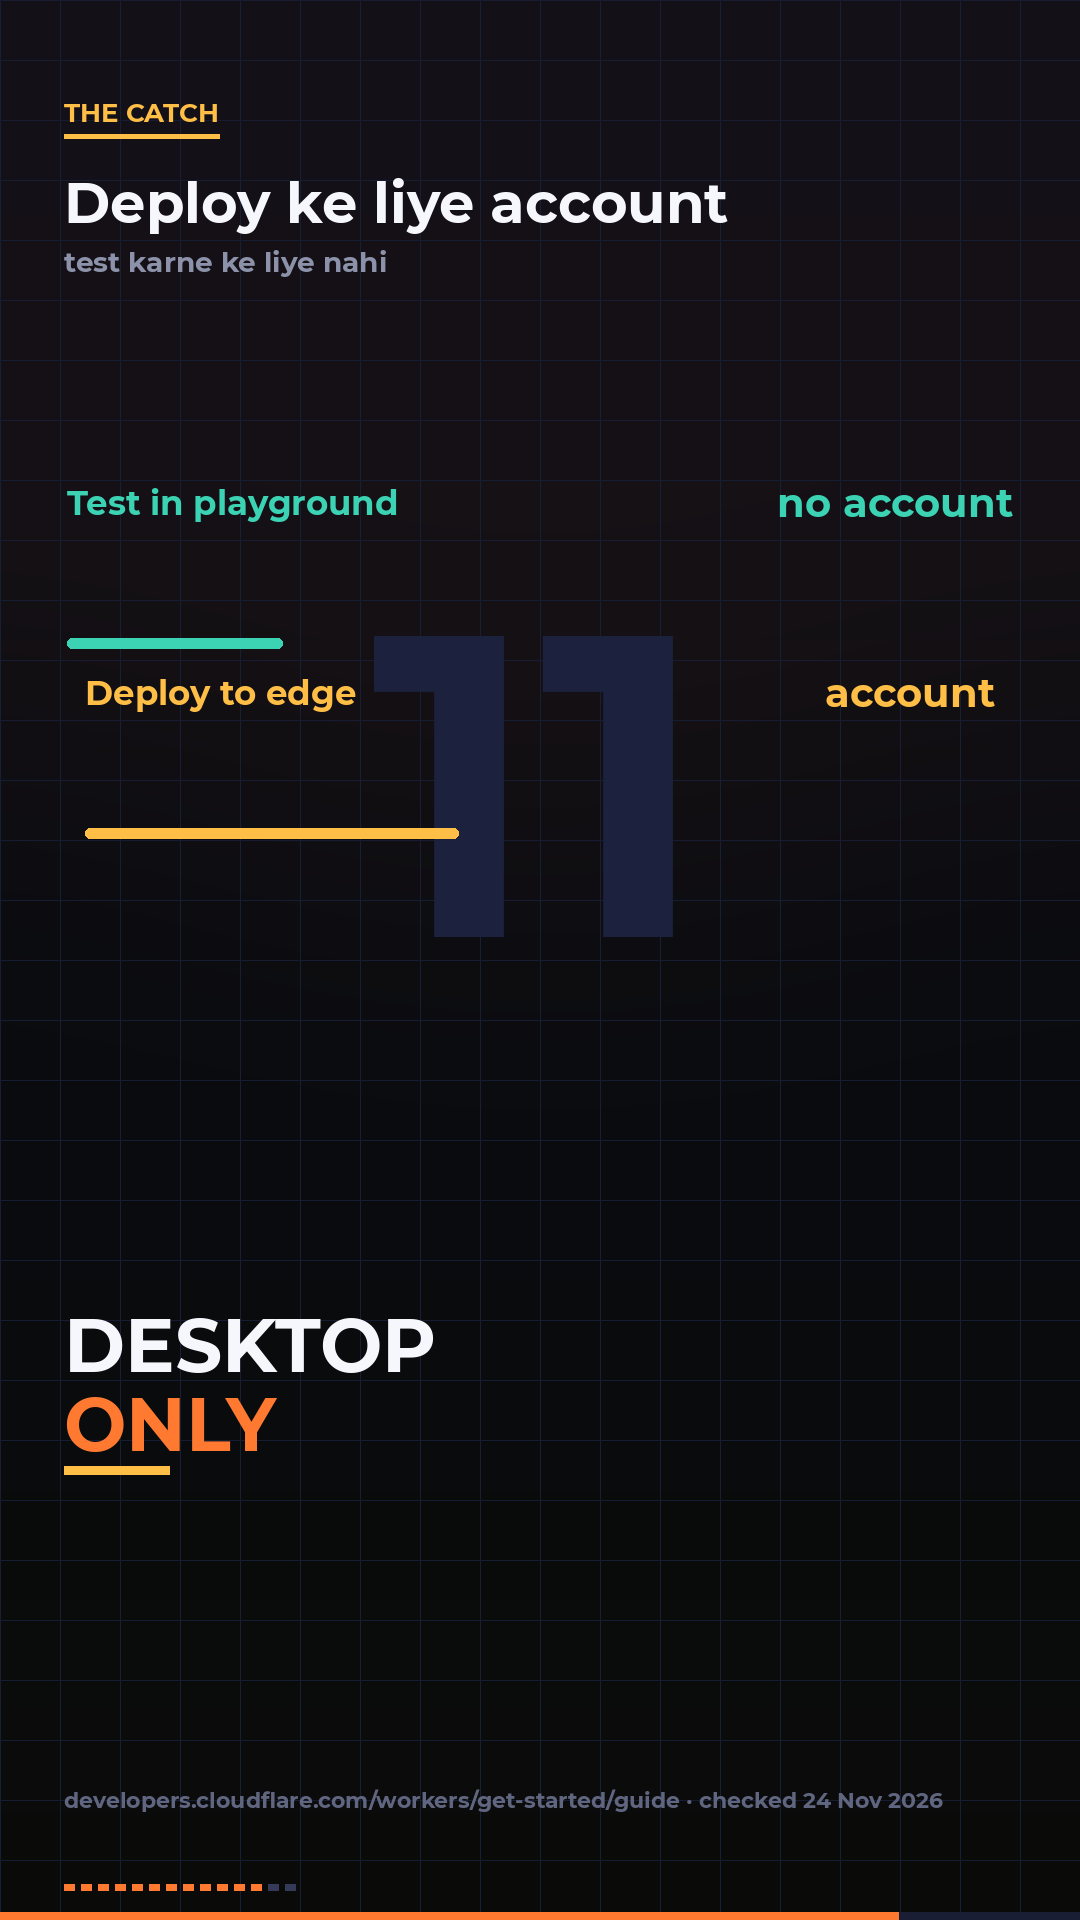 THE CATCH
Deploy ke liye account
test karne ke liye nahi
Test in playground no account
11
Deploy to edge account
DESKTOP
ONLY
developers.cloudflare.com/workers/get-started/guide · checked 24 Nov 2026